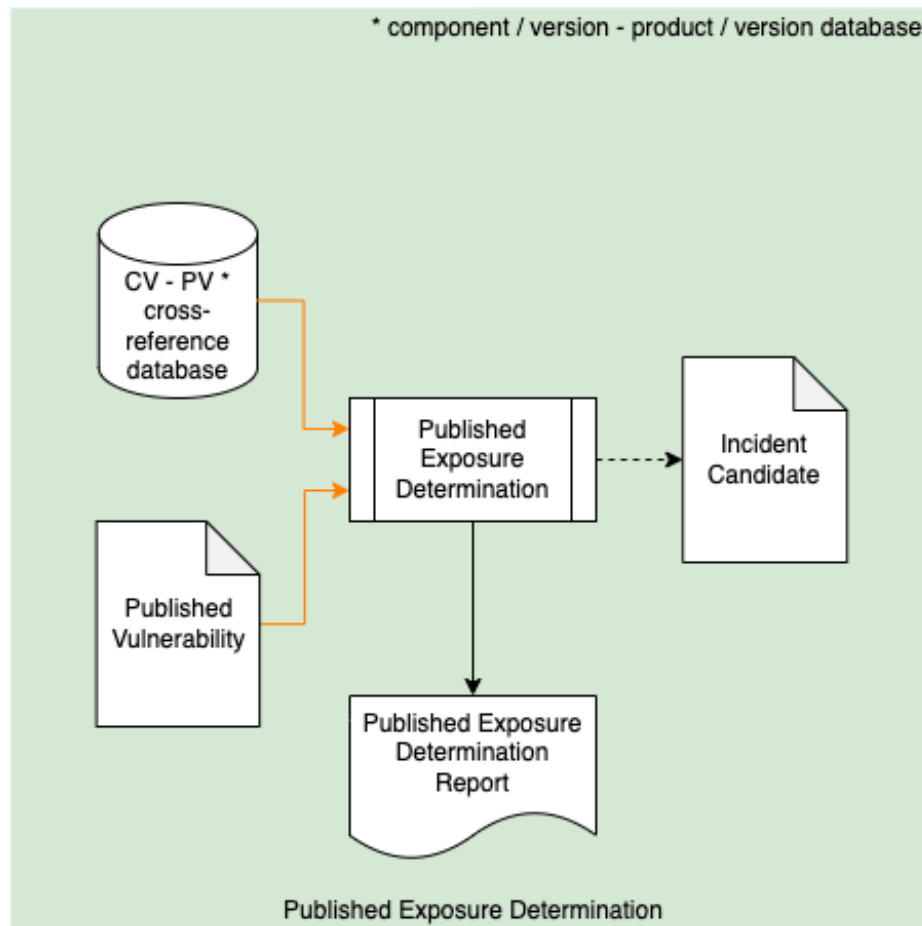 * component / version - product / version database
CV - PV *
cross-
reference
database
Published
Exposure
Determination
Incident
Candidate
Published
Vulnerability
Published Exposure
Determination
Report
Published Exposure Determination